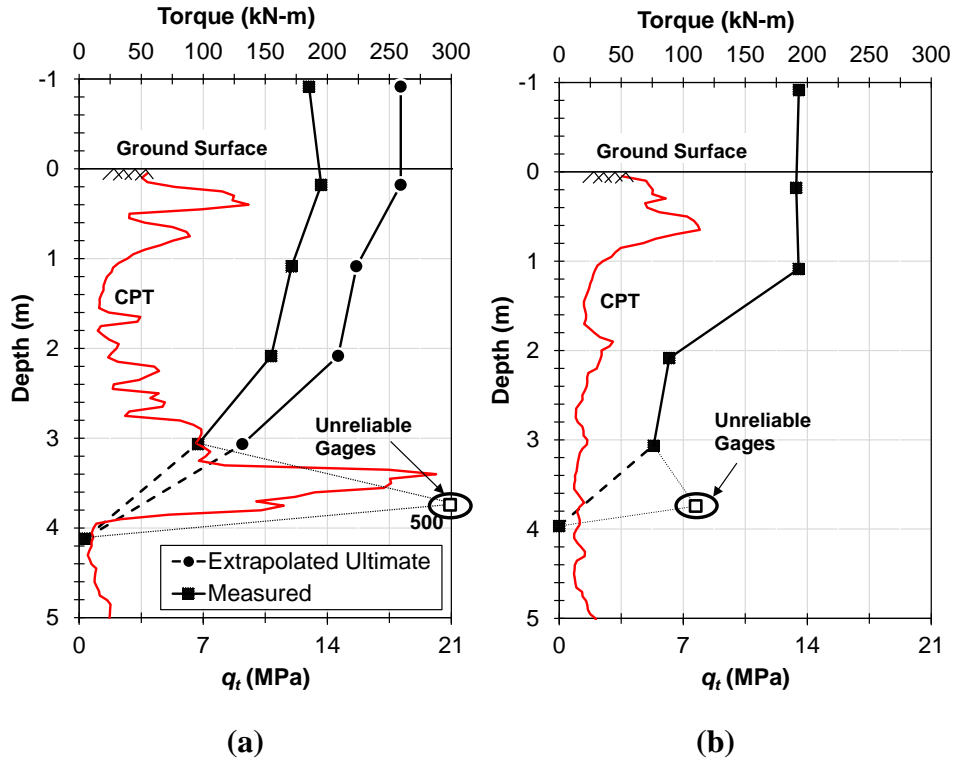 Torque (kN-m)
0 50 100 150 200 250 300
-1
0
1
2
3
4
5
Depth (m)
Ground Surface
CPT
Unreliable
Gages
500
Extrapolated Ultimate
Measured
0 7 14 21
qt (MPa)
(a)
Torque (kN-m)
0 50 100 150 200 250 300
-1
0
1
2
3
4
5
Depth (m)
Ground Surface
CPT
Unreliable
Gages
0 7 14 21
qt (MPa)
(b)